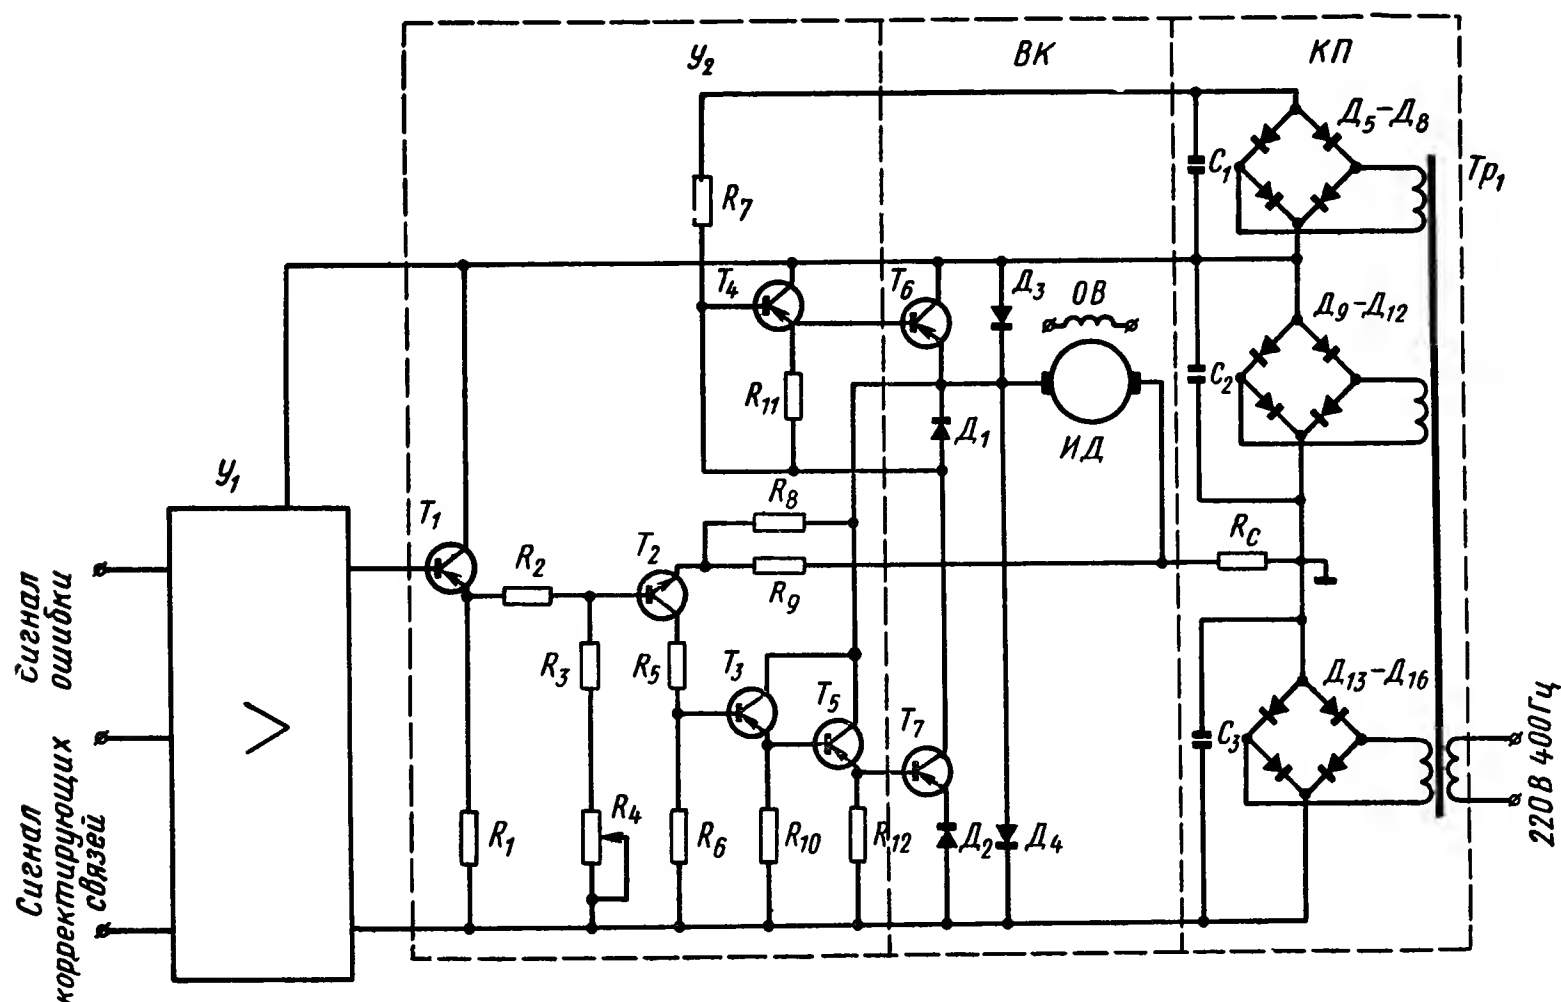 У₂
ВК
КП
Д₅-Д₈
C₁
Тр₁
R₇
T₄
T₆
Д₃
ОВ
Д₉-Д₁₂
C₂
R₁₁
Д₁
ИД
У₁
T₁
R₂
T₂
R₈
R₉
Rс
Сигнал
ошибки
R₃
R₅
T₃
T₅
T₇
Д₁₃-Д₁₆
C₃
>
R₁
R₄
R₆
R₁₀
R₁₂
Д₂
Д₄
Сигнал
корректирующих
связей
220В 400Гц